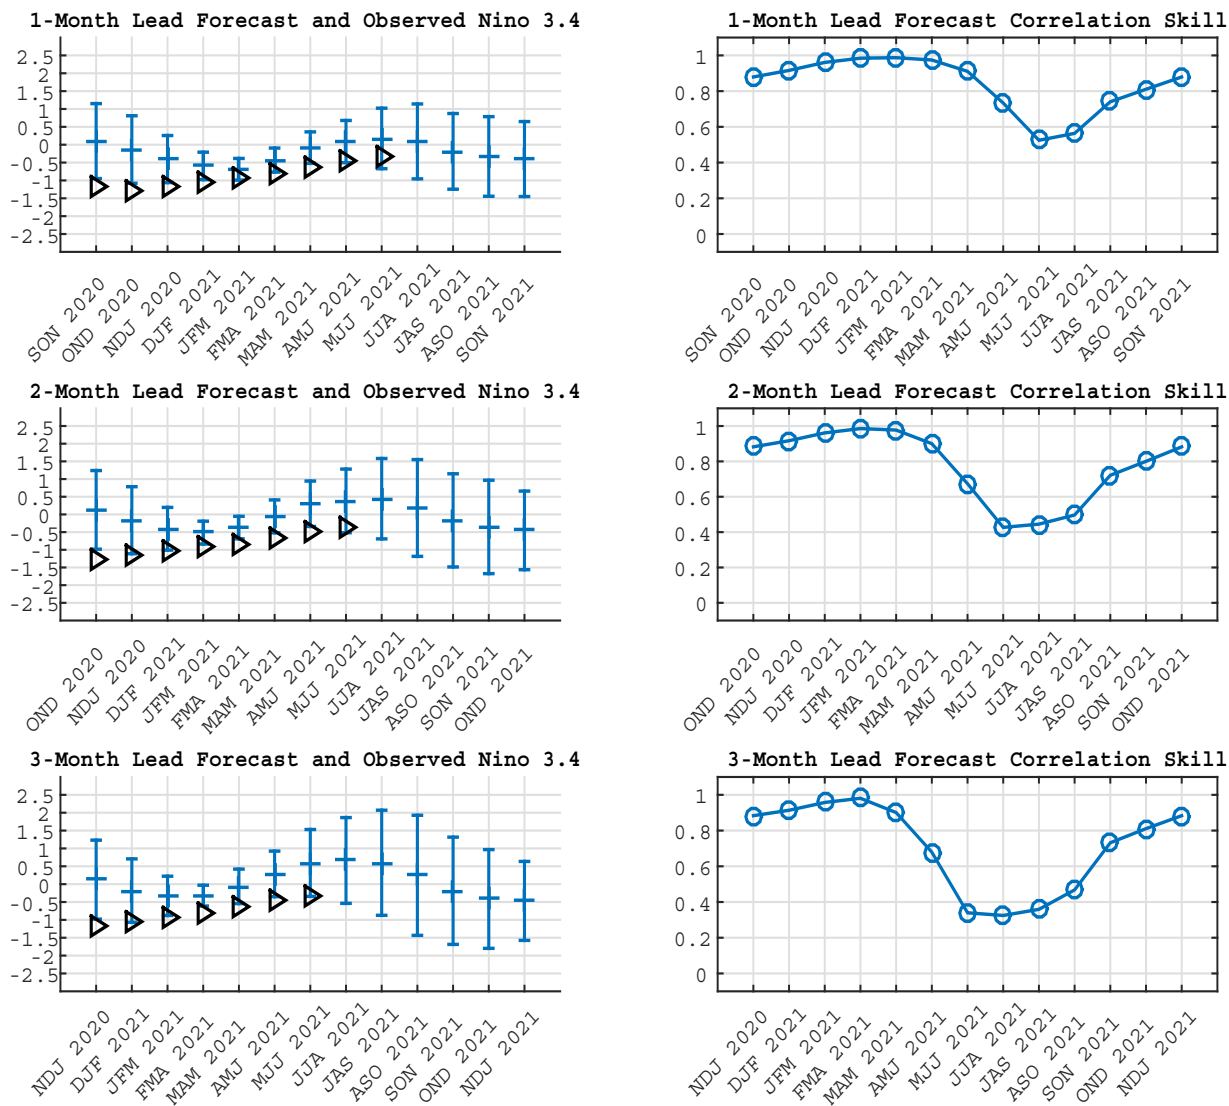 1-Month Lead Forecast and Observed Nino 3.4
2.5
2
1.5
1
0.5
0
-0.5
-1
-1.5
-2
-2.5
SON 2020
OND 2020
NDJ 2020
DJF 2021
JFM 2021
FMA 2021
MAM 2021
AMJ 2021
MJJ 2021
JJA 2021
JAS 2021
ASO 2021
SON 2021
1-Month Lead Forecast Correlation Skill
1
0.8
0.6
0.4
0.2
0
SON 2020
OND 2020
NDJ 2020
DJF 2021
JFM 2021
FMA 2021
MAM 2021
AMJ 2021
MJJ 2021
JJA 2021
JAS 2021
ASO 2021
SON 2021
2-Month Lead Forecast and Observed Nino 3.4
2.5
2
1.5
1
0.5
0
-0.5
-1
-1.5
-2
-2.5
OND 2020
NDJ 2020
DJF 2021
JFM 2021
FMA 2021
MAM 2021
AMJ 2021
MJJ 2021
JJA 2021
JAS 2021
ASO 2021
SON 2021
OND 2021
2-Month Lead Forecast Correlation Skill
1
0.8
0.6
0.4
0.2
0
OND 2020
NDJ 2020
DJF 2021
JFM 2021
FMA 2021
MAM 2021
AMJ 2021
MJJ 2021
JJA 2021
JAS 2021
ASO 2021
SON 2021
OND 2021
3-Month Lead Forecast and Observed Nino 3.4
2.5
2
1.5
1
0.5
0
-0.5
-1
-1.5
-2
-2.5
NDJ 2020
DJF 2021
JFM 2021
FMA 2021
MAM 2021
AMJ 2021
MJJ 2021
JJA 2021
JAS 2021
ASO 2021
SON 2021
OND 2021
NDJ 2021
3-Month Lead Forecast Correlation Skill
1
0.8
0.6
0.4
0.2
0
NDJ 2020
DJF 2021
JFM 2021
FMA 2021
MAM 2021
AMJ 2021
MJJ 2021
JJA 2021
JAS 2021
ASO 2021
SON 2021
OND 2021
NDJ 2021